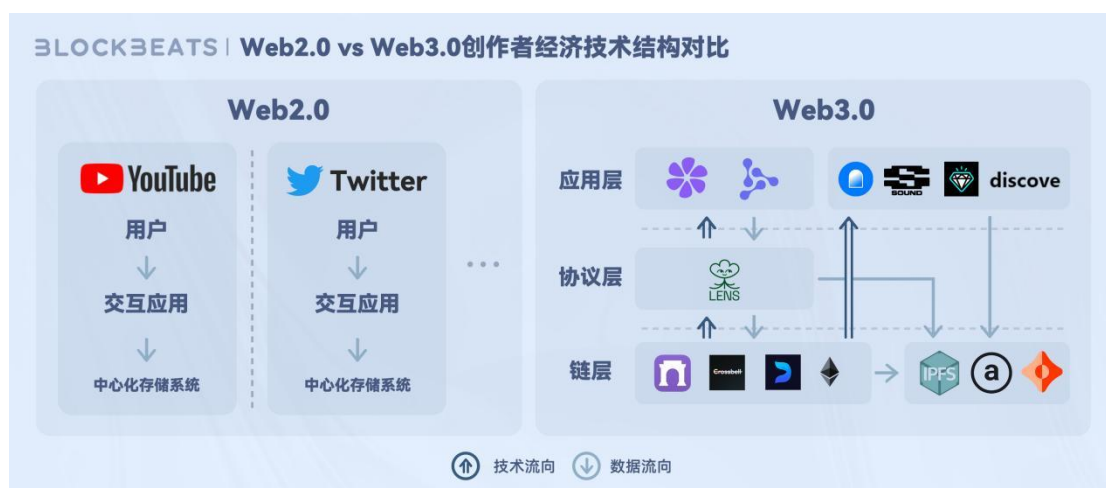 BLOCKBEATS | Web2.0 vs Web3.0创作者经济技术结构对比
Web2.0
YouTube
用户
交互应用
中心化存储系统
Twitter
用户
交互应用
中心化存储系统
...
Web3.0
应用层
SOUND
discove
协议层
LENS
链层
Crossbell
IPFS
a
技术流向
数据流向